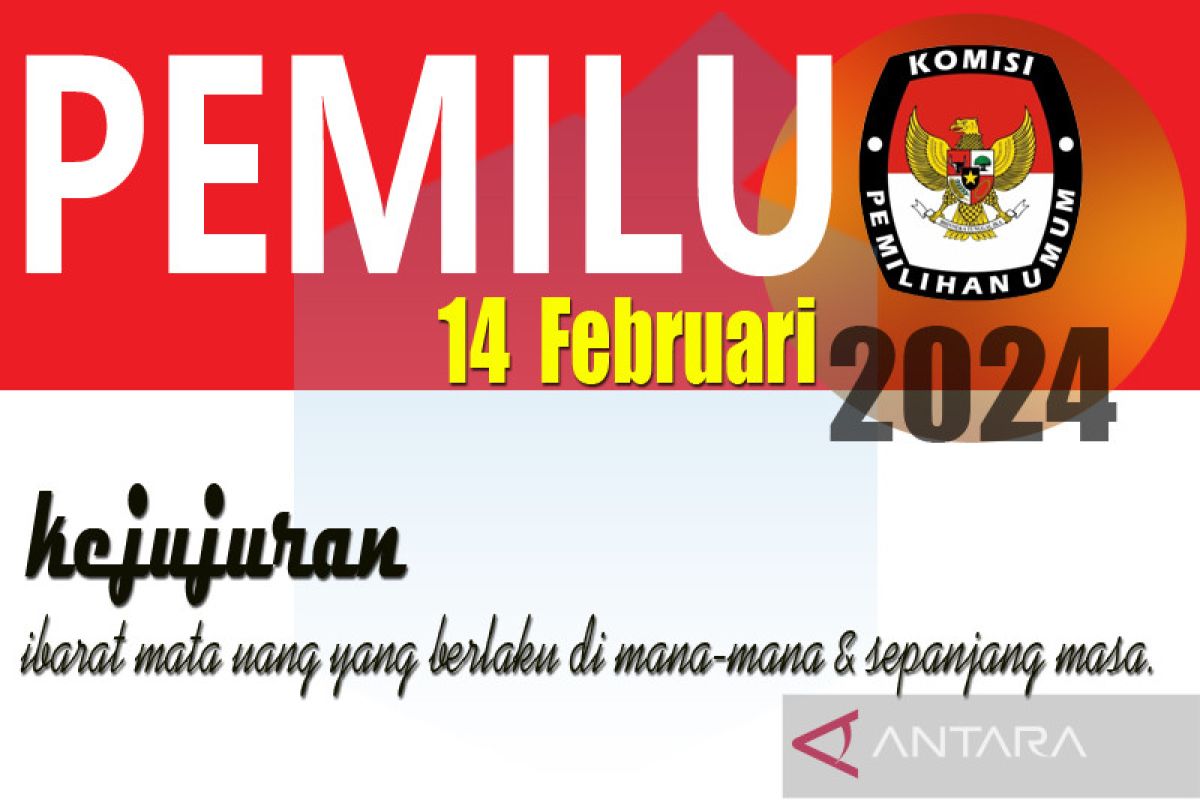 PEMILU
KOMISI
PEMILIHAN UMUM
14 Februari
2024
kejujuran
ibarat mata uang yang berlaku di mana-mana & sepanjang masa.
ANTARA